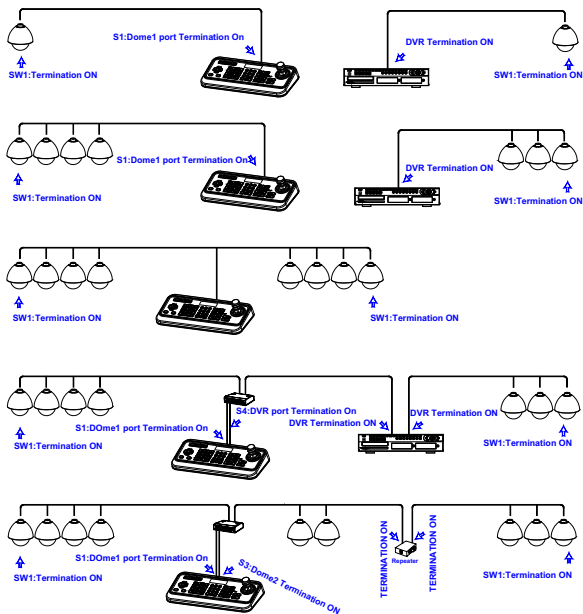 S1:Dome1 port Termination On
DVR Termination ON
SW1:Termination ON
SW1:Termination ON
S1:Dome1 port Termination On
DVR Termination ON
SW1:Termination ON
SW1:Termination ON
SW1:Termination ON
SW1:Termination ON
S4:DVR port Termination On
DVR Termination ON
DVR Termination ON
S1:DOme1 port Termination On
SW1:Termination ON
SW1:Termination ON
S1:DOme1 port Termination On
S3:Dome2 Termination ON
TERMINATION ON
Repeater
TERMINATION ON
SW1:Termination ON
SW1:Termination ON